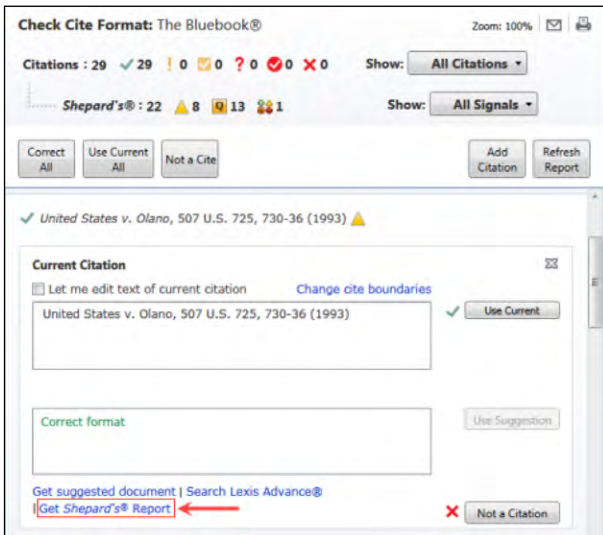 Check Cite Format: The Bluebook®
Zoom: 100%
Citations : 29 29 ! 0 0 ? 0 0 X 0 Show: All Citations
Shepard's® : 22 8 Q 13 1 Show: All Signals
Correct All
Use Current All
Not a Cite
Add Citation
Refresh Report
United States v. Olano, 507 U.S. 725, 730-36 (1993)
Current Citation
Let me edit text of current citation Change cite boundaries
United States v. Olano, 507 U.S. 725, 730-36 (1993)
Use Current
Correct format
Use Suggestion
Get suggested document | Search Lexis Advance®
| Get Shepard's® Report
Not a Citation